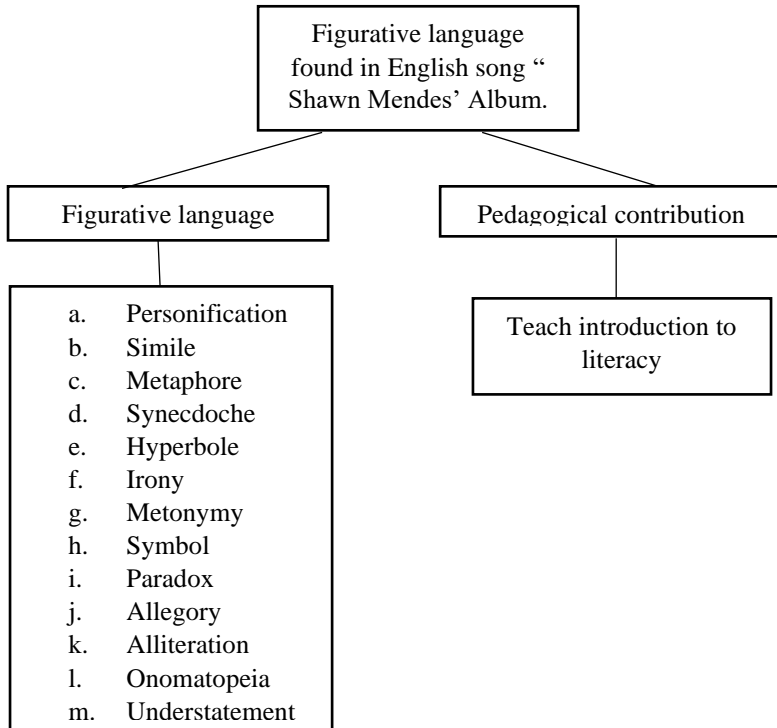 Figurative language
found in English song “
Shawn Mendes’ Album.
Figurative language
Pedagogical contribution
a. Personification
b. Simile
c. Metaphore
d. Synecdoche
e. Hyperbole
f. Irony
g. Metonymy
h. Symbol
i. Paradox
j. Allegory
k. Alliteration
l. Onomatopeia
m. Understatement
Teach introduction to
literacy